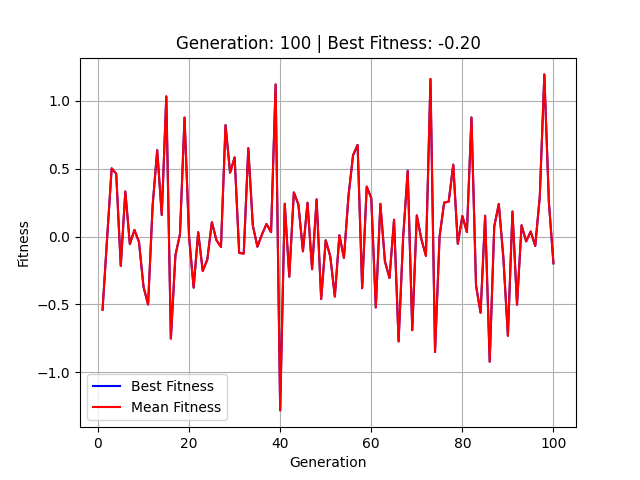 Generation: 100 | Best Fitness: -0.20
1.0
0.5
0.0
−0.5
−1.0
Fitness
Best Fitness
Mean Fitness
0 20 40 60 80 100
Generation